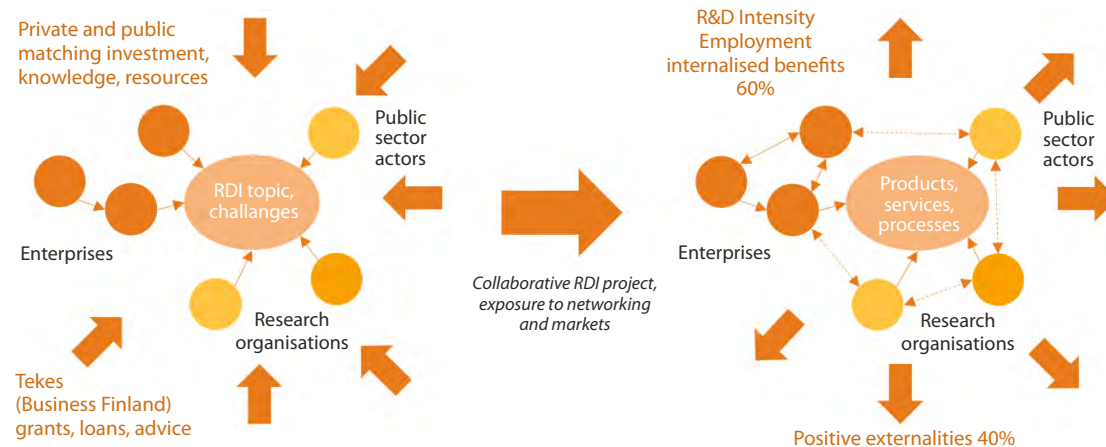 Private and public
matching investment,
knowledge, resources
Public
sector
actors
RDI topic,
challanges
Enterprises
Research
organisations
Tekes
(Business Finland)
grants, loans, advice
Collaborative RDI project,
exposure to networking
and markets
R&D Intensity
Employment
internalised benefits
60%
Public
sector
actors
Products,
services,
processes
Enterprises
Research
organisations
Positive externalities 40%